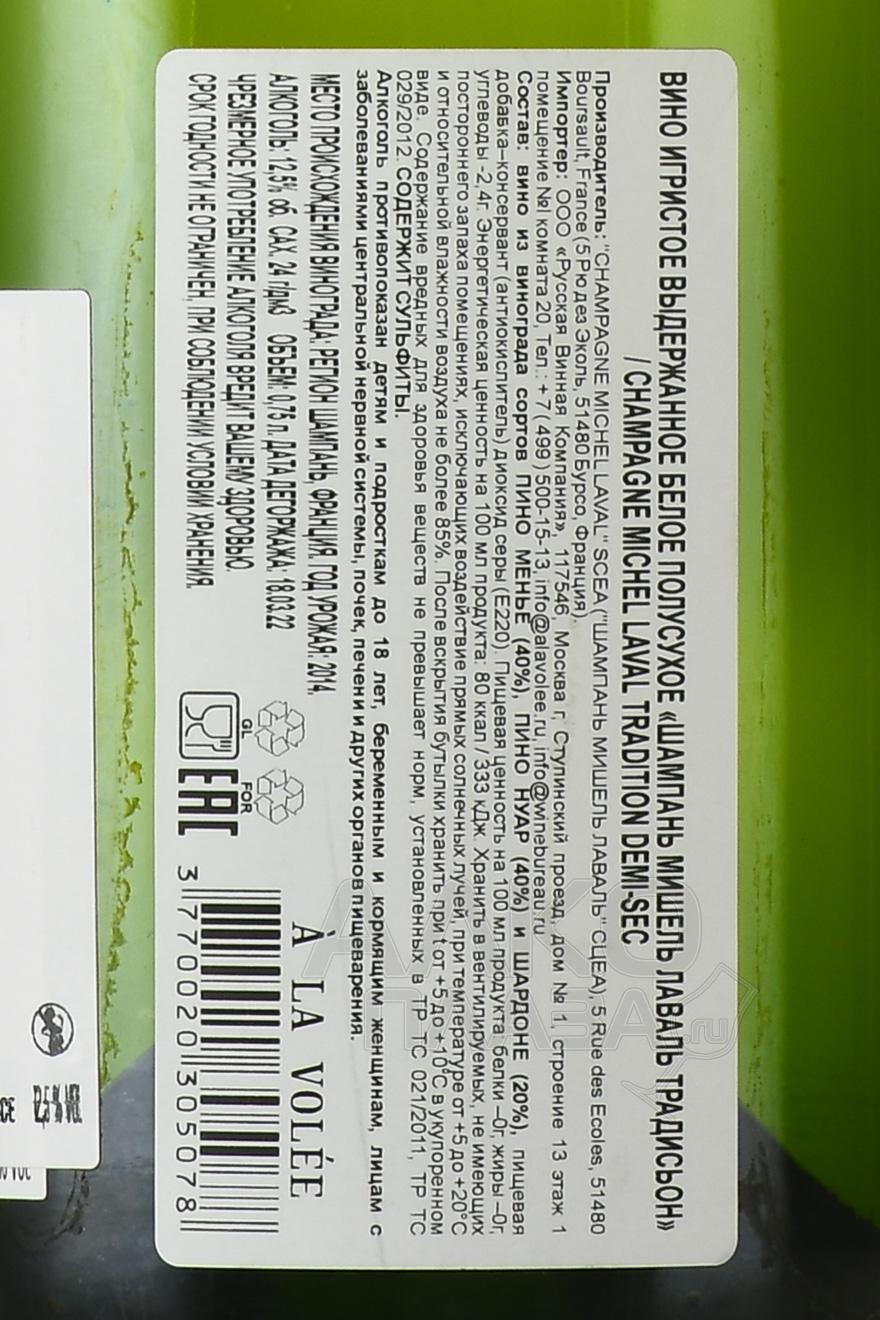 ВИНО ИГРИСТОЕ ВЫДЕРЖАННОЕ БЕЛОЕ ПОЛУСУХОЕ «ШАМПАНЬ МИШЕЛЬ ЛАВАЛЬ ТРАДИСЬОН»
/ CHAMPAGNE MICHEL LAVAL TRADITION DEMI-SEC
Производитель: "CHAMPAGNE MICHEL LAVAL" SCEA ("ШАМПАНЬ МИШЕЛЬ ЛАВАЛЬ" СЦЕА), 5 Rue des Ecoles, 51480
Boursault, France (5 Рю дез Эколь, 51480 Бурсо, Франция).
Импортер: ООО «Русская Винная Компания», 117546, Москва г, Ступинский проезд, дом № 1, строение 13 этаж 1
помещение №I комната 20, Тел.: +7(499)500-15-13, info@alavolee.ru, info@winebureau.ru
Состав: вино из винограда сортов ПИНО МЕНЬЕ (40%), ПИНО НУАР (40%) и ШАРДОНЕ (20%), пищевая
добавка–консервант (антиокислитель) диоксид серы (Е220). Пищевая ценность на 100 мл продукта: белки –0г, жиры –0г,
углеводы -2,4г. Энергетическая ценность на 100 мл продукта: 80 ккал / 333 кДж. Хранить в вентилируемых, не имеющих
постороннего запаха помещениях, исключающих воздействие прямых солнечных лучей, при температуре от +5 до +20°С
и относительной влажности воздуха не более 85%. После вскрытия бутылки хранить при t от +5 до +10°С в укупоренном
виде. Содержание вредных для здоровья веществ не превышает норм, установленных в ТР ТС 021/2011, ТР ТС
029/2012. СОДЕРЖИТ СУЛЬФИТЫ.
Алкоголь противопоказан детям и подросткам до 18 лет, беременным и кормящим женщинам, лицам с
заболеваниями центральной нервной системы, почек, печени и других органов пищеварения.
МЕСТО ПРОИСХОЖДЕНИЯ ВИНОГРАДА: РЕГИОН ШАМПАНЬ, ФРАНЦИЯ. ГОД УРОЖАЯ: 2014.
АЛКОГОЛЬ: 12,5% об. САХ. 24 г/дм3 ОБЪЕМ: 0,75 л. ДАТА ДЕГОРЖАЖА: 18.03.22
ЧРЕЗМЕРНОЕ УПОТРЕБЛЕНИЕ АЛКОГОЛЯ ВРЕДИТ ВАШЕМУ ЗДОРОВЬЮ.
СРОК ГОДНОСТИ НЕ ОГРАНИЧЕН, ПРИ СОБЛЮДЕНИИ УСЛОВИЙ ХРАНЕНИЯ.
GL FOR
EAC
À LA VOLÉE
3 770020 305078
АЛКО
ПЛАЗА.ru
12,5% VOL